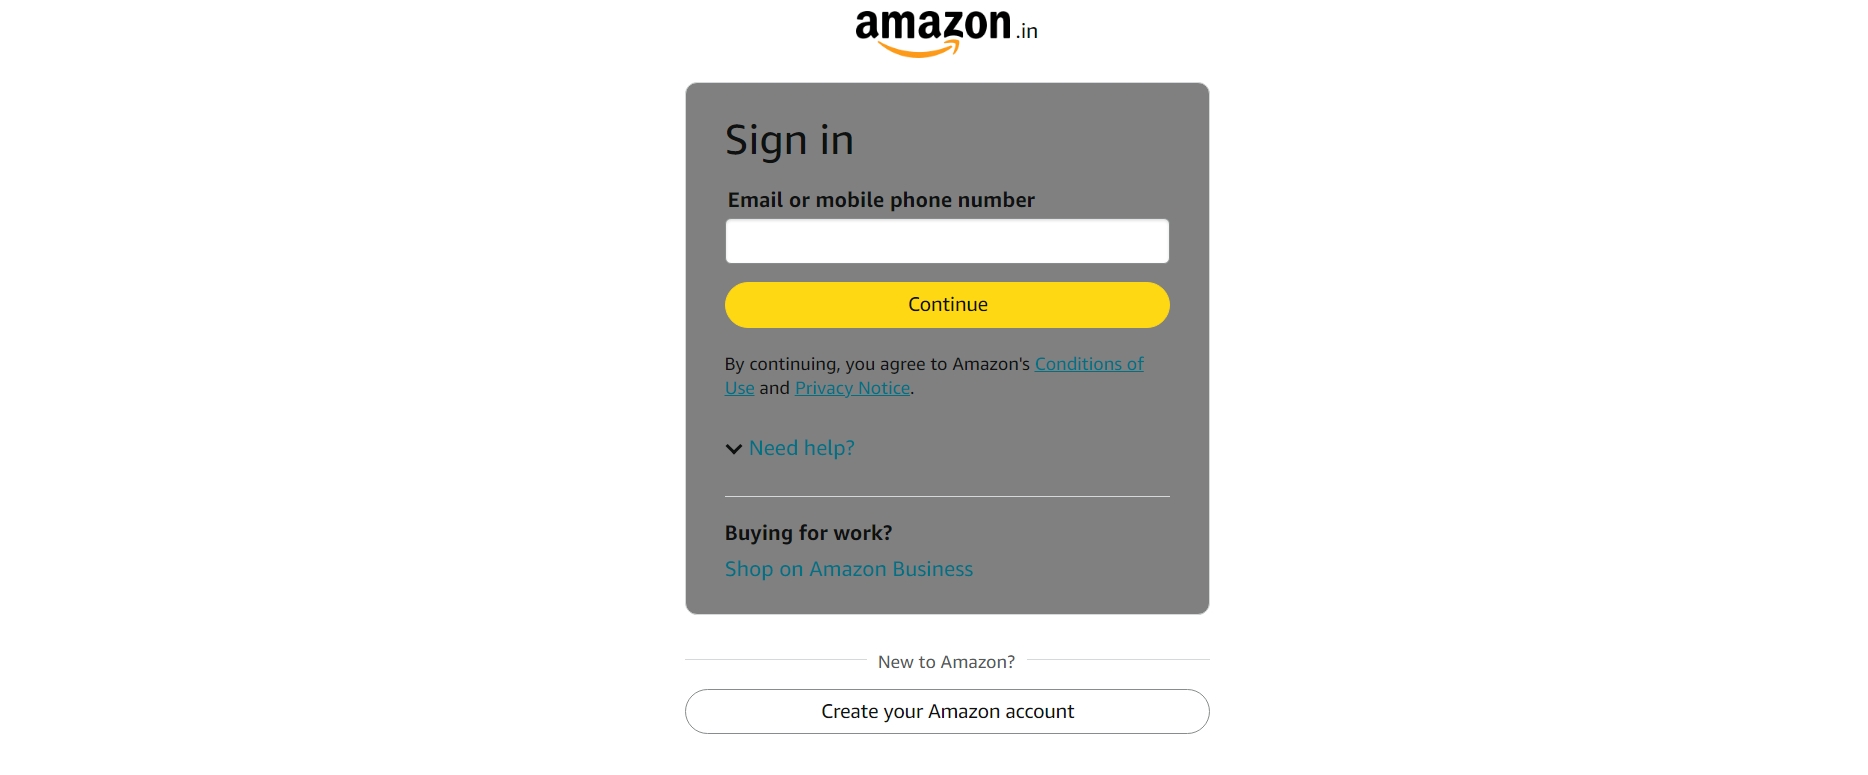 amazon.in
Sign in
Email or mobile phone number
Continue
By continuing, you agree to Amazon's Conditions of
Use and Privacy Notice.
Need help?
Buying for work?
Shop on Amazon Business
New to Amazon?
Create your Amazon account